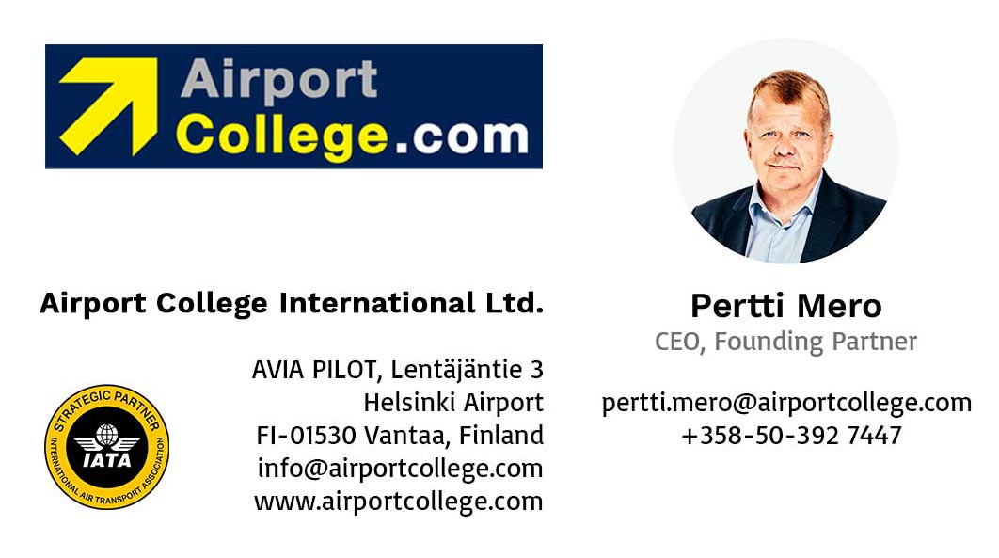 Airport
College.com
Airport College International Ltd.
AVIA PILOT, Lentäjäntie 3
Helsinki Airport
FI-01530 Vantaa, Finland
info@airportcollege.com
www.airportcollege.com
STRATEGIC PARTNER
IATA
INTERNATIONAL AIR TRANSPORT ASSOCIATION
Pertti Mero
CEO, Founding Partner
pertti.mero@airportcollege.com
+358-50-392 7447